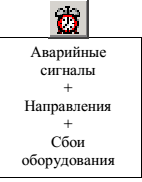 Аварийные
сигналы
+
Направления
+
Сбои
оборудования